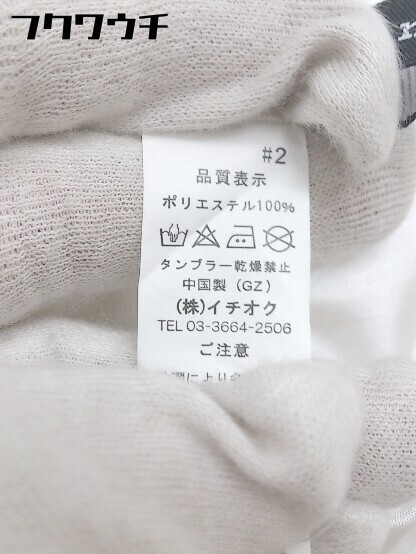 フクワウチ
#2
品質表示
ポリエステル100%
タンブラー乾燥禁止
中国製（GZ）
(株)イチオク
TEL 03-3664-2506
ご注意